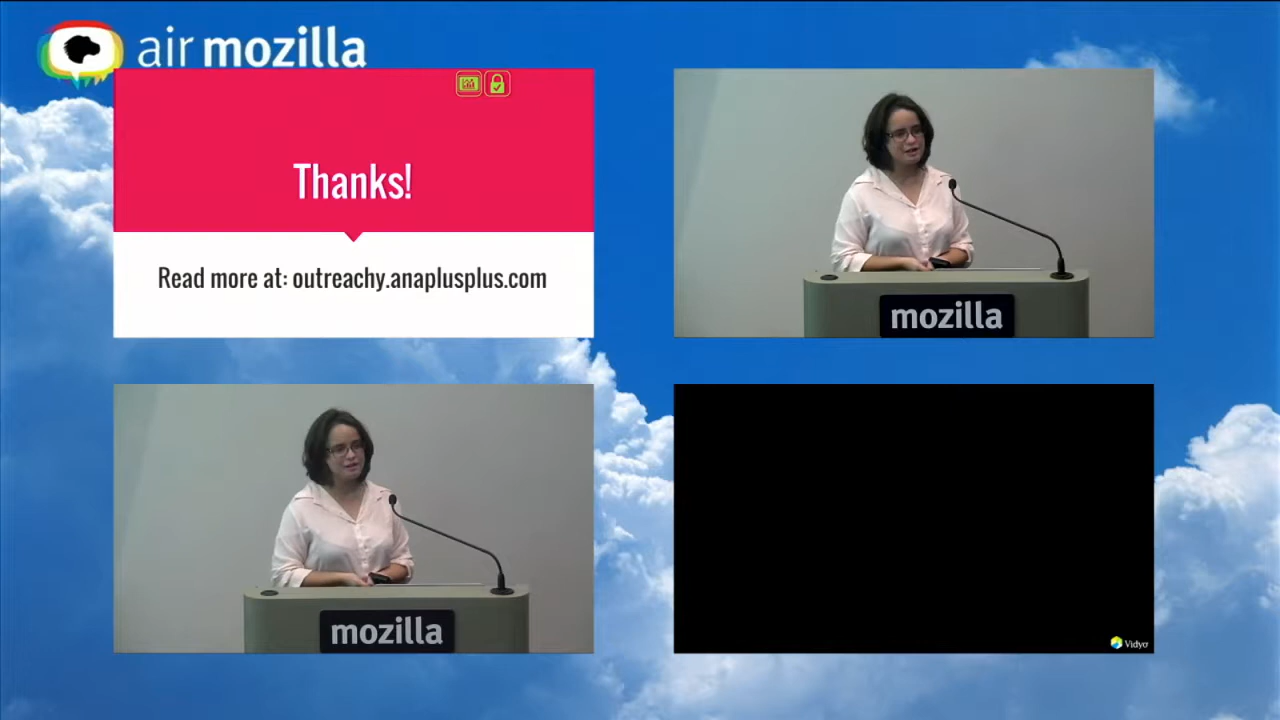 air mozilla
Thanks!
Read more at: outreachy.anaplusplus.com
mozilla
mozilla
Vidyo